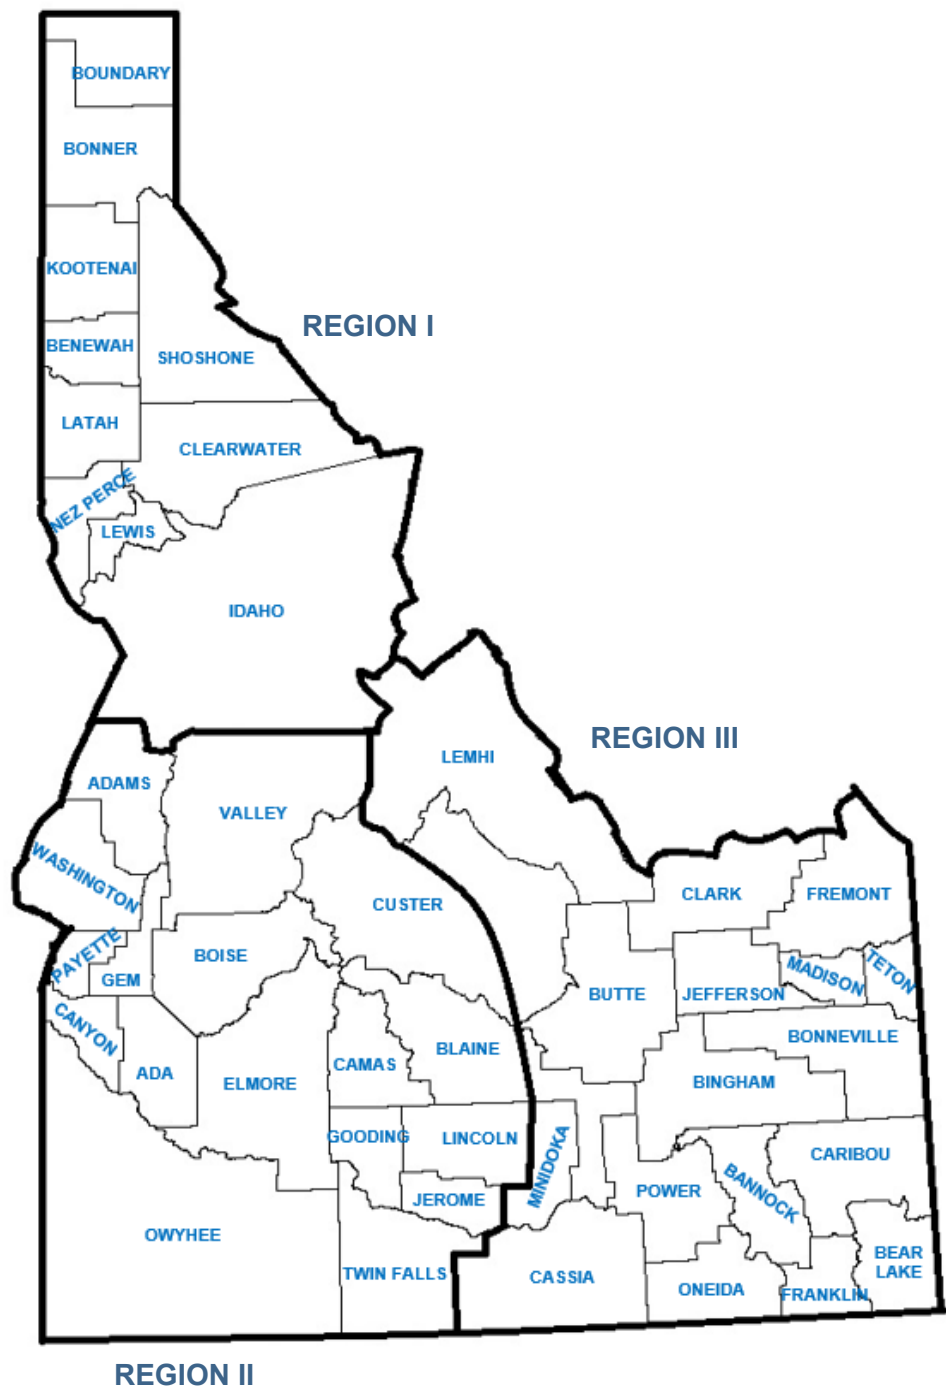 BOUNDARY
BONNER
KOOTENAI
REGION I
BENEWAH
SHOSHONE
LATAH
CLEARWATER
NEZ PERCE
LEWIS
IDAHO
REGION III
LEMHI
ADAMS
VALLEY
WASHINGTON
CUSTER
CLARK
FREMONT
PAYETTE
BOISE
GEM
BUTTE
JEFFERSON
MADISON
TETON
CANYON
ADA
ELMORE
CAMAS
BLAINE
BONNEVILLE
BINGHAM
GOODING
LINCOLN
MINIDOKA
CARIBOU
JEROME
POWER
BANNOCK
OWYHEE
TWIN FALLS
CASSIA
ONEIDA
FRANKLIN
BEAR
LAKE
REGION II